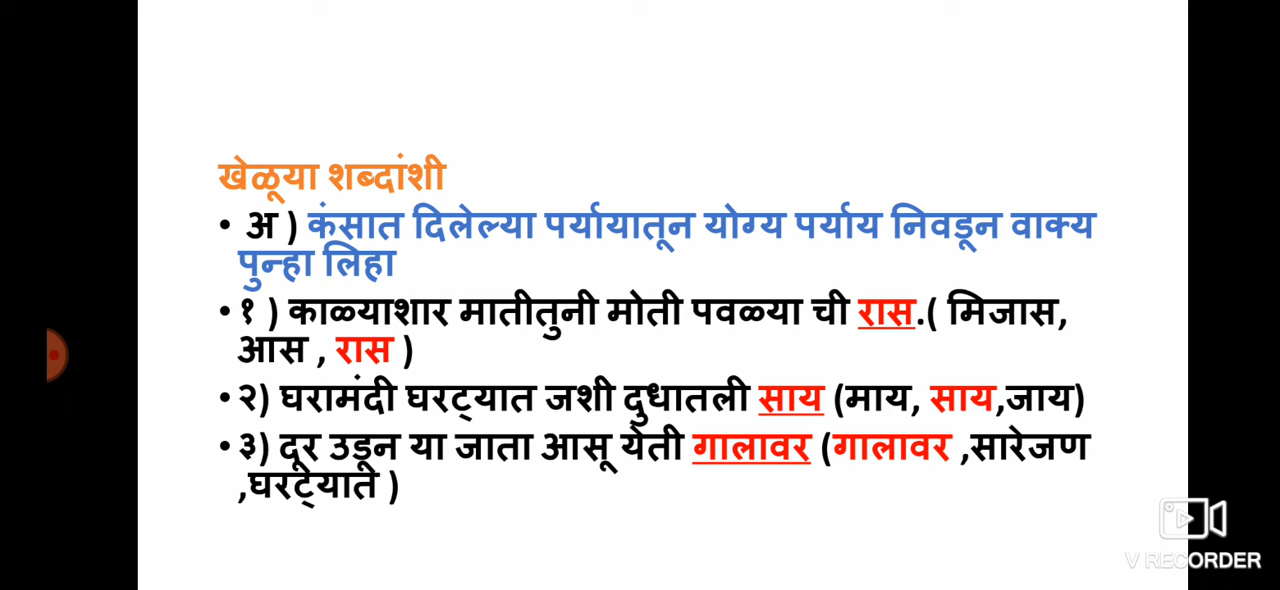 खेळूया शब्दांशी
• अ ) कंसात दिलेल्या पर्यायातून योग्य पर्याय निवडून वाक्य
पुन्हा लिहा
• १ ) काळ्याशार मातीतुनी मोती पवळ्या ची रास.( मिजास,
आस , रास )
• २) घरामंदी घरट्यात जशी दुधातली साय (माय, साय,जाय)
• ३) दूर उडून या जाता आसू येती गालावर (गालावर ,सारेजण
,घरट्यात )
V RECORDER